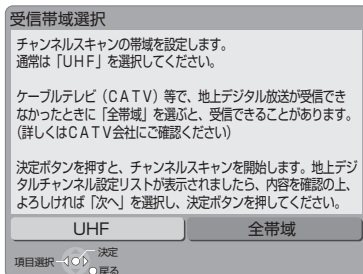 受信帯域選択
チャンネルスキャンの帯域を設定します。
通常は「UHF」を選択してください。
ケーブルテレビ（CATV）等で、地上デジタル放送が受信でき
なかったときに「全帯域」を選ぶと、受信できることがあります。
(詳しくはCATV会社にご確認ください)
決定ボタンを押すと、チャンネルスキャンを開始します。地上デジ
タルチャンネル設定リストが表示されましたら、内容を確認の上、
よろしければ「次へ」を選択し、決定ボタンを押してください。
UHF 全帯域
決定
項目選択
戻る